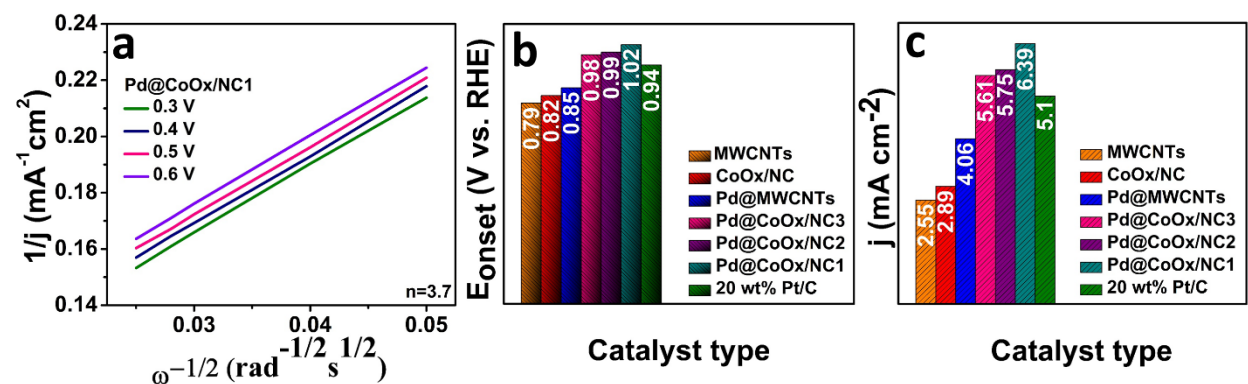 a
Pd@CoOx/NC1
0.3 V
0.4 V
0.5 V
0.6 V
n=3.7
0.24
0.22
0.20
0.18
0.16
0.14
0.03 0.04 0.05
1/j (mA⁻¹cm²)
ω−1/2 (rad⁻¹/²s¹/²)
b
Eonset (V vs. RHE)
0.79 0.82 0.85 0.98 0.99 1.02 0.94
MWCNTs
CoOx/NC
Pd@MWCNTs
Pd@CoOx/NC3
Pd@CoOx/NC2
Pd@CoOx/NC1
20 wt% Pt/C
Catalyst type
c
j (mA cm-2)
2.55 2.89 4.06 5.61 5.75 6.39 5.1
MWCNTs
CoOx/NC
Pd@MWCNTs
Pd@CoOx/NC3
Pd@CoOx/NC2
Pd@CoOx/NC1
20 wt% Pt/C
Catalyst type